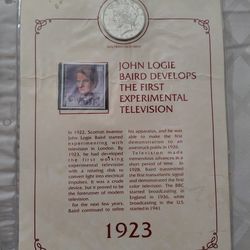 JOHN LOGIE
BAIRD DEVELOPS
THE FIRST
EXPERIMENTAL
TELEVISION
In 1922, Scottish inventor
John Logie Baird started
experimenting with
television in London. By
1923, he had developed
the first working
experimental television
with a rotating disk to
convert light into electrical
impulses. It was a crude
device, but it proved to be
the forerunner of modern
television.
For the next few years,
Baird continued to refine
his apparatus, and he was
able to make the first
demonstration to an
on
in 1926.
Television made
tremendous advances in a
short period of time. In
1928, Baird transmitted
the first transatlantic signal
and demonstrated the first
color television. The BBC
started broadcasting in
England in 1936, while
broadcasting in the U.S.
started in 1941.
1923